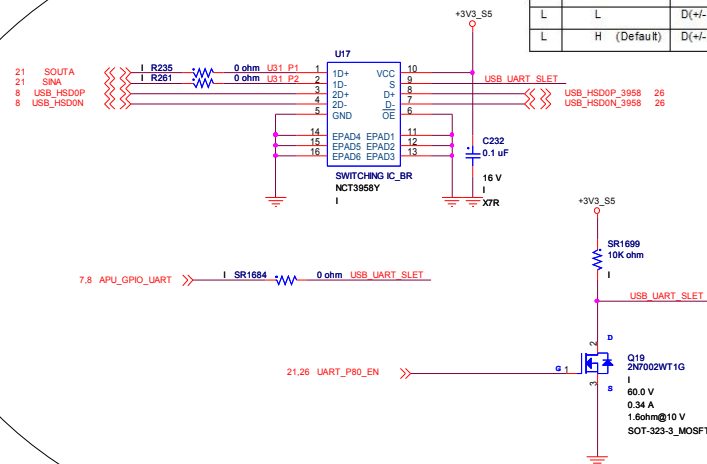 +3V3_S5
L L D(+/-
L H (Default) D(+/-
U17
21 SOUTA I R235 0 ohm U31_P1 1 1D+ VCC 10
21 SINA I R261 0 ohm U31_P2 2 1D- S 9 USB_UART_SLET
8 USB_HSD0P 3 2D+ D+ 8 USB_HSD0P_3958 26
8 USB_HSD0N 4 2D- D- 7 USB_HSD0N_3958 26
5 GND OE 6
14 EPAD4 EPAD1 11
15 EPAD5 EPAD2 12
16 EPAD6 EPAD3 13
C232
0.1 uF
16 V
I
X7R
SWITCHING IC_BR
NCT3958Y
I
+3V3_S5
SR1699
10K ohm
I
7.8 APU_GPIO_UART I SR1684 0 ohm USB_UART_SLET
USB_UART_SLET
2 D
21.26 UART_P80_EN G 1
3 S
Q19
2N7002WT1G
I
60.0 V
0.34 A
1.6ohm@10 V
SOT-323-3_MOSFT